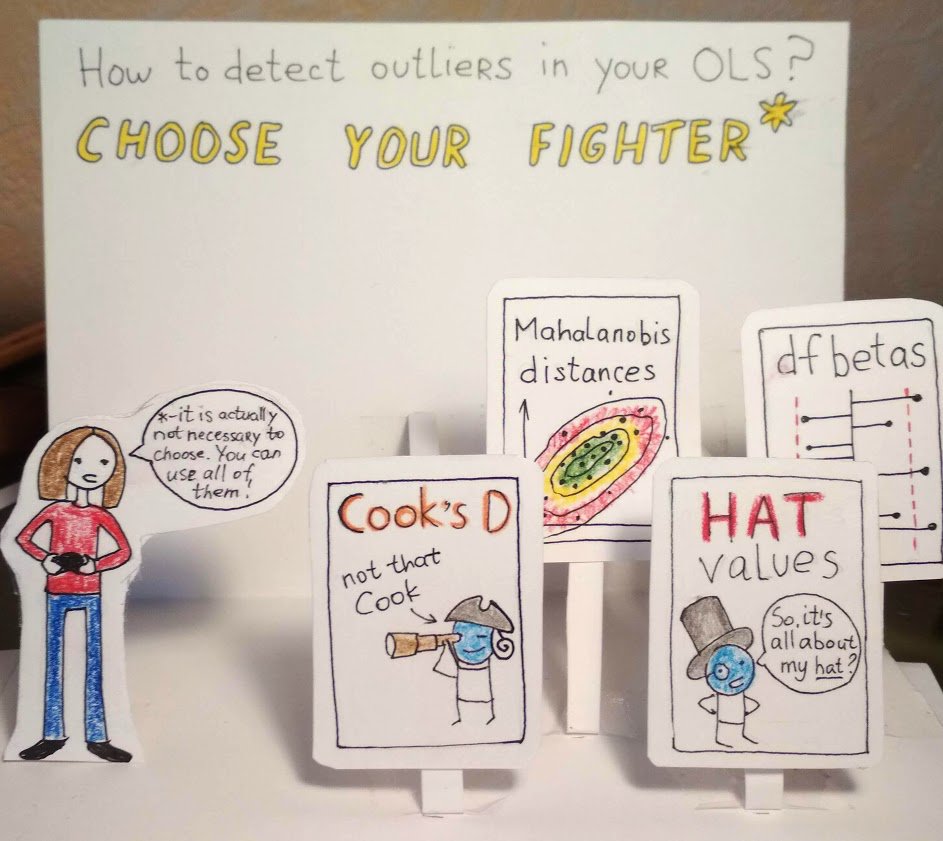 How to detect outliers in your OLS?
CHOOSE YOUR FIGHTER*
*-it is actually
not necessary to
choose. You can
use all of
them!
Mahalanobis
distances
df betas
Cook's D
not that
Cook
HAT
values
So, it's
all about
my hat?